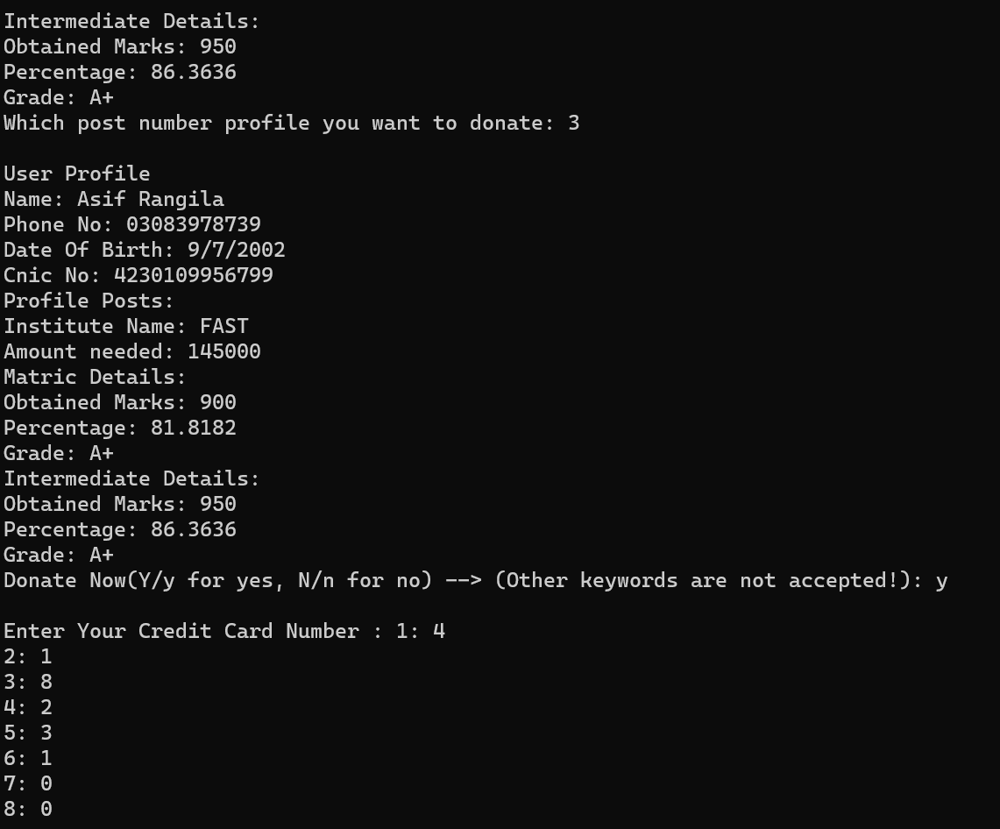 Intermediate Details:
Obtained Marks: 950
Percentage: 86.3636
Grade: A+
Which post number profile you want to donate: 3
User Profile
Name: Asif Rangila
Phone No: 03083978739
Date Of Birth: 9/7/2002
Cnic No: 4230109956799
Profile Posts:
Institute Name: FAST
Amount needed: 145000
Matric Details:
Obtained Marks: 900
Percentage: 81.8182
Grade: A+
Intermediate Details:
Obtained Marks: 950
Percentage: 86.3636
Grade: A+
Donate Now(Y/y for yes, N/n for no) --> (Other keywords are not accepted!): y
Enter Your Credit Card Number : 1: 4
2: 1
3: 8
4: 2
5: 3
6: 1
7: 0
8: 0